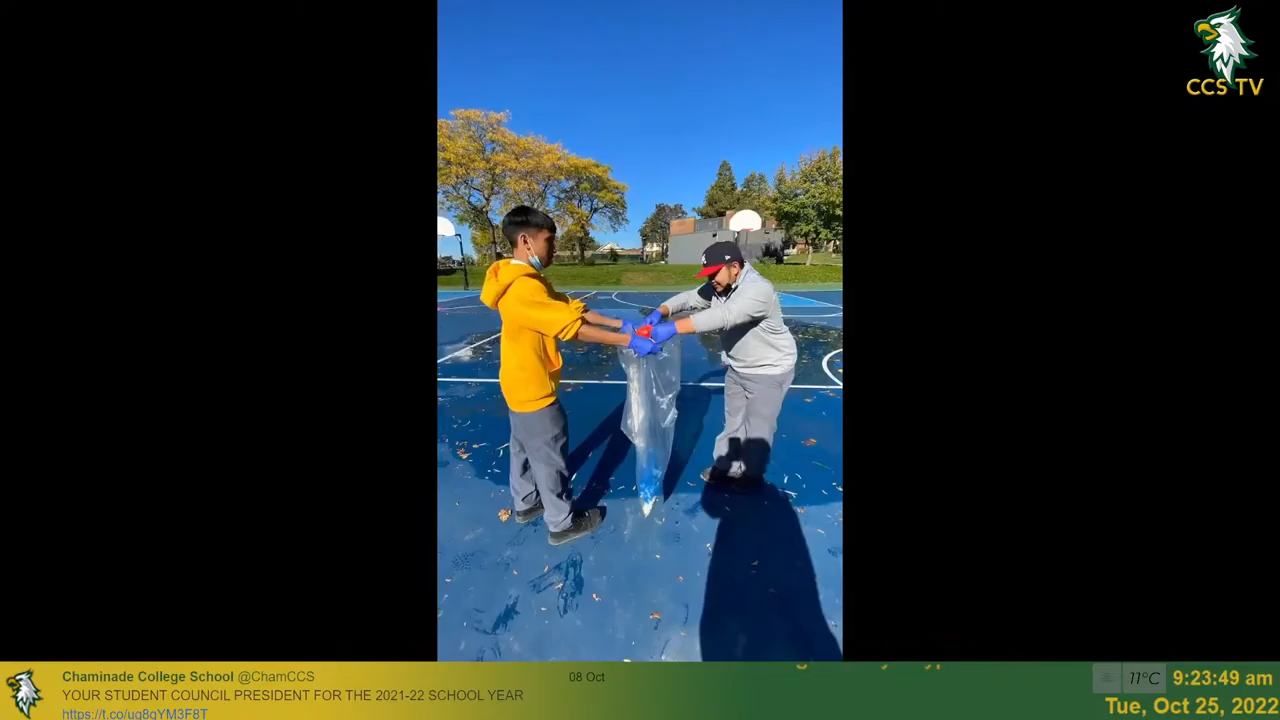 CCS TV
Chaminade College School @ChamCCS
08 Oct
YOUR STUDENT COUNCIL PRESIDENT FOR THE 2021-22 SCHOOL YEAR
https://t.co/ug8gYM3F8T
11°C
9:23:49 am
Tue, Oct 25, 2022